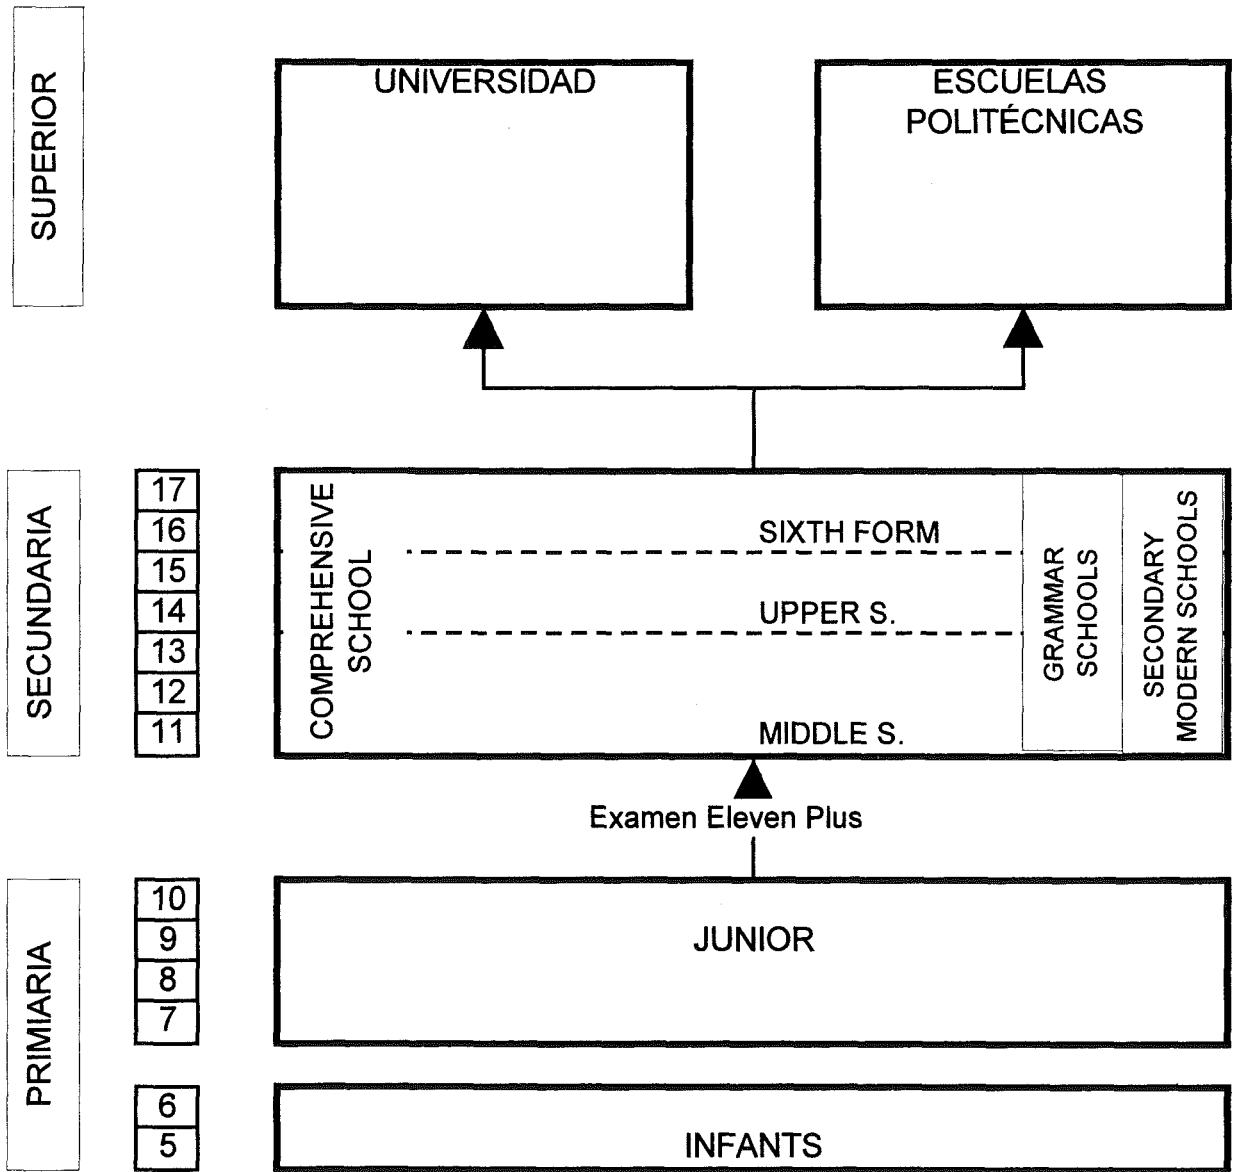 SUPERIOR
UNIVERSIDAD
ESCUELAS
POLITÉCNICAS
SECUNDARIA
17
16
15
14
13
12
11
COMPREHENSIVE
SCHOOL
SIXTH FORM
UPPER S.
MIDDLE S.
GRAMMAR
SCHOOLS
SECONDARY
MODERN SCHOOLS
Examen Eleven Plus
PRIMIARIA
10
9
8
7
JUNIOR
6
5
INFANTS